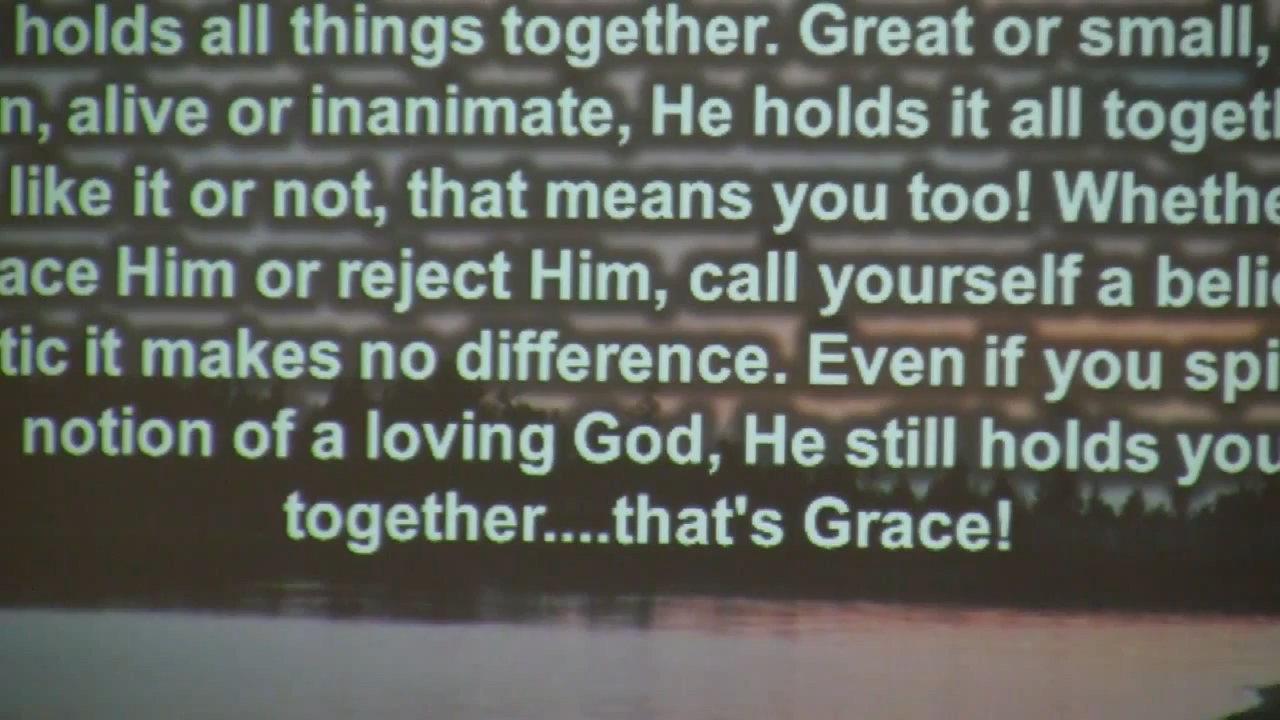 holds all things together. Great or small,
n, alive or inanimate, He holds it all togeth
like it or not, that means you too! Whethe
ace Him or reject Him, call yourself a belie
tic it makes no difference. Even if you spi
notion of a loving God, He still holds you
together....that's Grace!